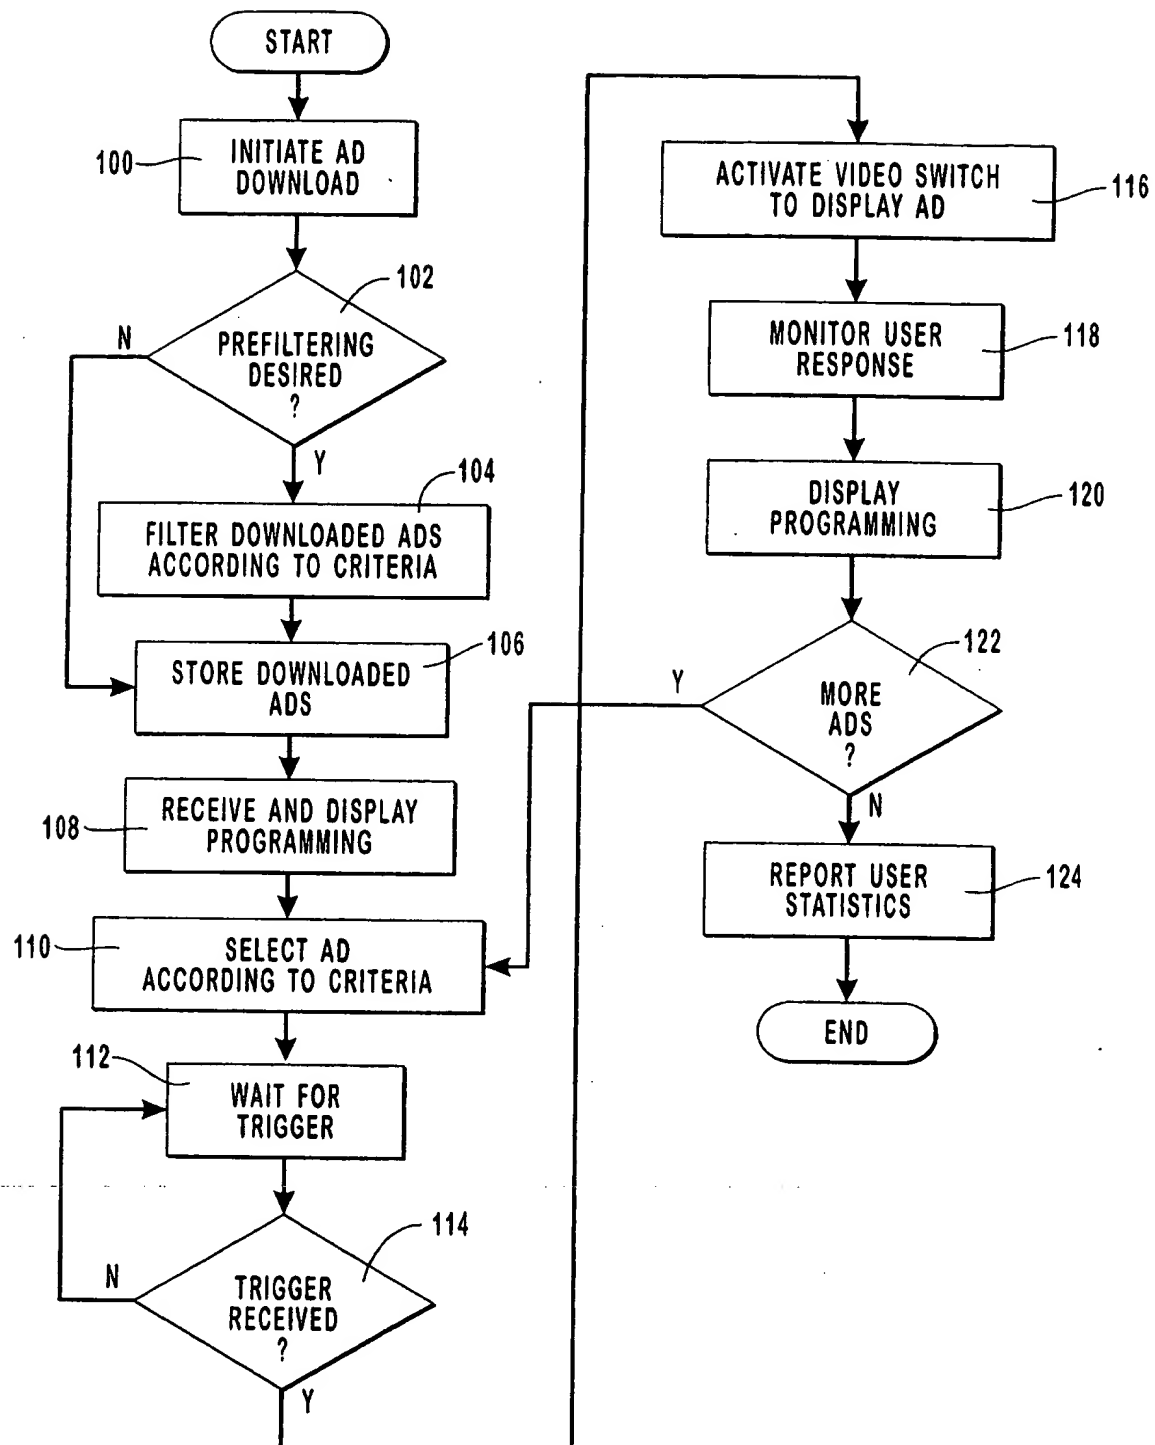 START
100
INITIATE AD
DOWNLOAD
102
N
PREFILTERING
DESIRED
?
Y
104
FILTER DOWNLOADED ADS
ACCORDING TO CRITERIA
106
STORE DOWNLOADED
ADS
108
RECEIVE AND DISPLAY
PROGRAMMING
110
SELECT AD
ACCORDING TO CRITERIA
112
WAIT FOR
TRIGGER
114
N
TRIGGER
RECEIVED
?
Y
ACTIVATE VIDEO SWITCH
TO DISPLAY AD
116
MONITOR USER
RESPONSE
118
DISPLAY
PROGRAMMING
120
122
Y
MORE
ADS
?
N
REPORT USER
STATISTICS
124
END